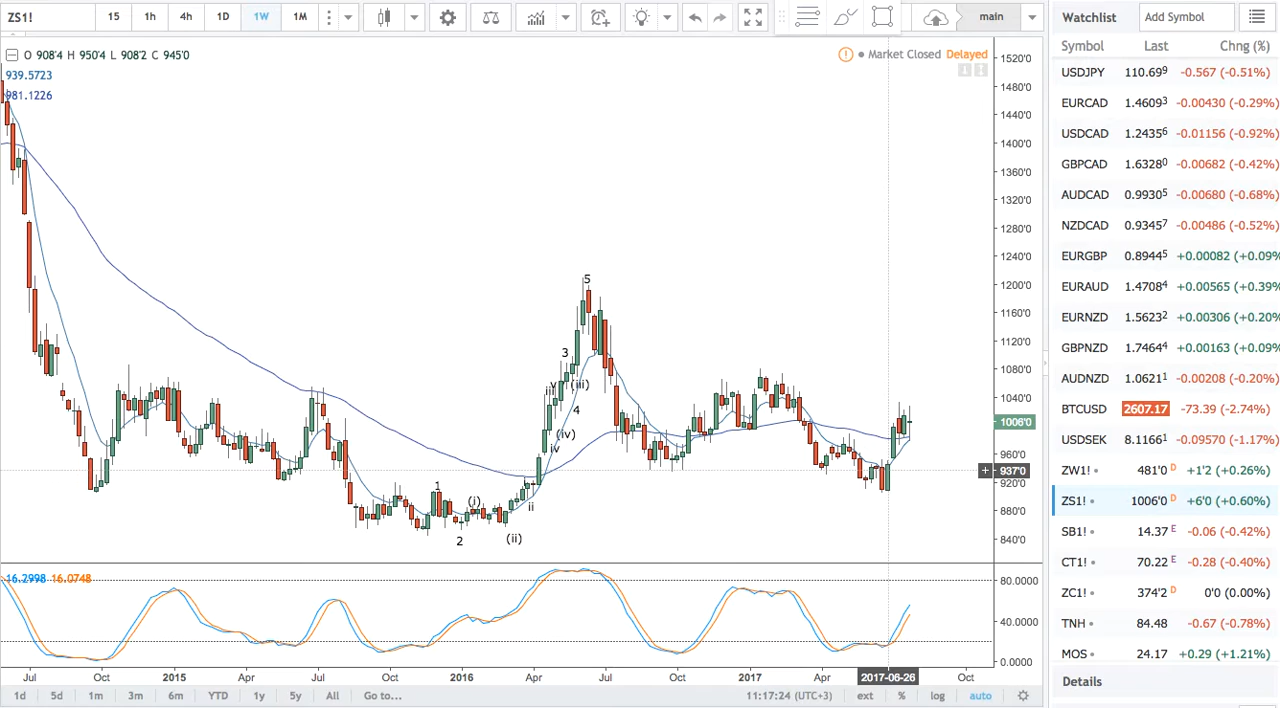 ZS1! 15 1h 4h 1D 1W 1M main
O 908'4 H 950'4 L 908'2 C 945'0
939.5723
981.1226
! Market Closed Delayed
1520'0
1480'0
1440'0
1400'0
1360'0
1320'0
1280'0
1240'0
1200'0
1160'0
1120'0
1080'0
1040'0
1006'0
960'0
937'0
920'0
880'0
840'0
5
3
v (iii)
iii
4
(iv)
iv
i
ii
1
(i)
2
(ii)
16.2998 16.0748
80.0000
40.0000
0.0000
Jul Oct 2015 Apr Jul Oct 2016 Apr Jul Oct 2017 Apr 2017-06-26 Oct
1d 5d 1m 3m 6m YTD 1y 5y All Go to... 11:17:24 (UTC+3) ext % log auto
Watchlist Add Symbol
Symbol Last Chng (%)
USDJPY 110.699 -0.567 (-0.51%)
EURCAD 1.46093 -0.00430 (-0.29%)
USDCAD 1.24356 -0.01156 (-0.92%)
GBPCAD 1.63280 -0.00682 (-0.42%)
AUDCAD 0.99305 -0.00680 (-0.68%)
NZDCAD 0.93457 -0.00486 (-0.52%)
EURGBP 0.89445 +0.00082 (+0.09%
EURAUD 1.47084 +0.00565 (+0.39%
EURNZD 1.56232 +0.00306 (+0.20%
GBPNZD 1.74644 +0.00163 (+0.09%
AUDNZD 1.06211 -0.00208 (-0.20%)
BTCUSD 2607.17 -73.39 (-2.74%)
USDSEK 8.11661 -0.09570 (-1.17%)
ZW1! 481'0 D +1'2 (+0.26%)
ZS1! 1006'0 D +6'0 (+0.60%)
SB1! 14.37 E -0.06 (-0.42%)
CT1! 70.22 E -0.28 (-0.40%)
ZC1! 374'2 D 0'0 (0.00%)
TNH 84.48 -0.67 (-0.78%)
MOS 24.17 +0.29 (+1.21%)
Details